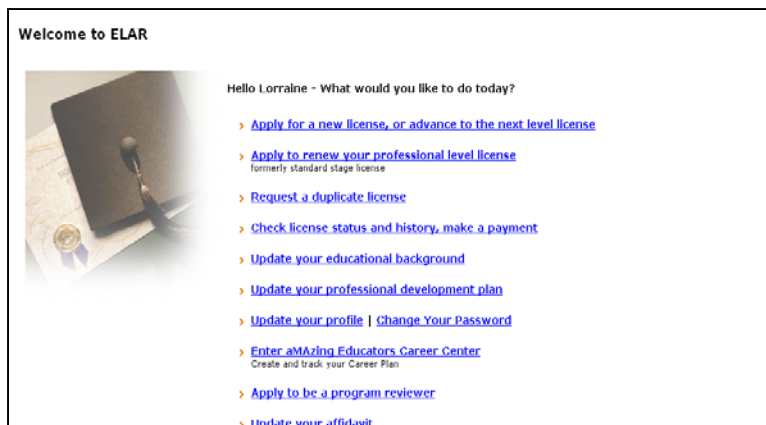 Welcome to ELAR
Hello Lorraine - What would you like to do today?
› Apply for a new license, or advance to the next level license
› Apply to renew your professional level license
formerly standard stage license
› Request a duplicate license
› Check license status and history, make a payment
› Update your educational background
› Update your professional development plan
› Update your profile | Change Your Password
› Enter aMAzing Educators Career Center
Create and track your Career Plan
› Apply to be a program reviewer
› Update your affidavit